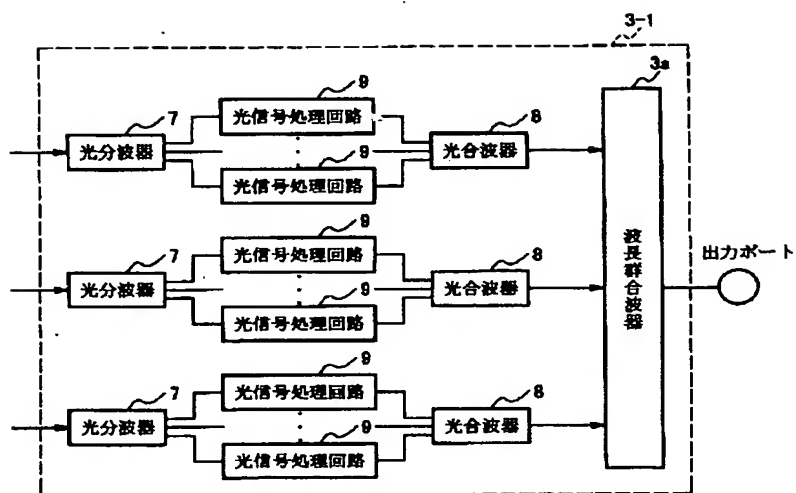 3-1
3a
9
7
光信号処理回路
8
光分波器
9
光合波器
光信号処理回路
9
7
光信号処理回路
8
光分波器
9
光合波器
光信号処理回路
波長群合波器
出力ポート
9
7
光信号処理回路
8
光分波器
9
光合波器
光信号処理回路